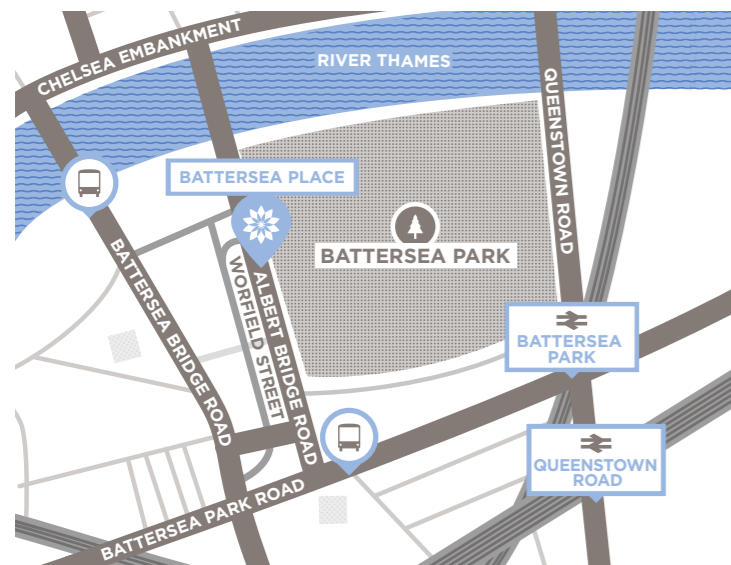 CHELSEA EMBANKMENT
RIVER THAMES
QUEENSTOWN ROAD
BATTERSEA PLACE
BATTERSEA PARK
BATTERSEA BRIDGE ROAD
WORFIELD STREET
ALBERT BRIDGE ROAD
BATTERSEA
PARK
QUEENSTOWN
ROAD
BATTERSEA PARK ROAD